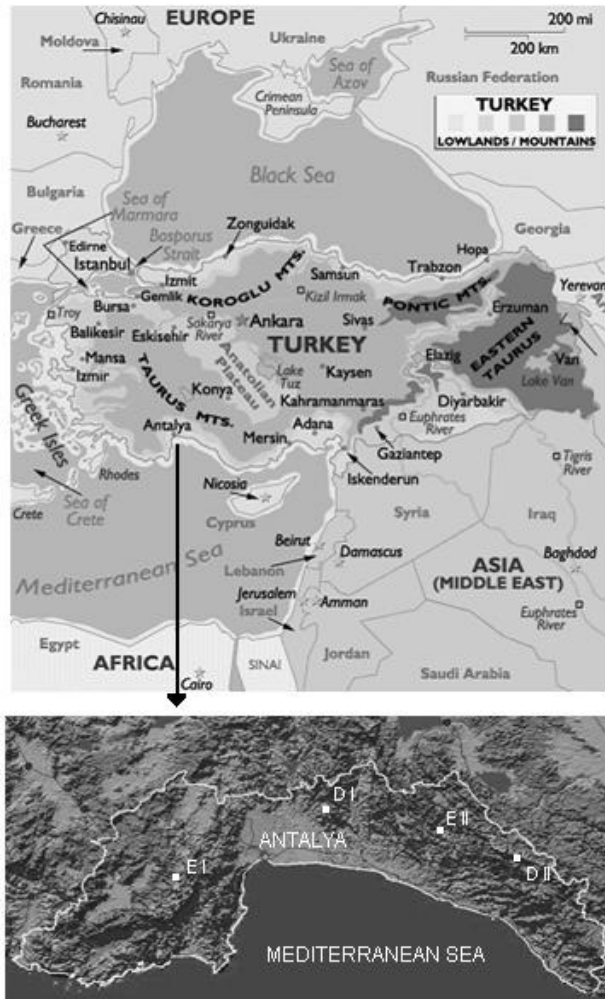 EUROPE
Chisinau
Moldova
Ukraine
200 mi
200 km
Romania
Sea of
Azov
Crimean
Peninsula
Russian Federation
Bucharest
TURKEY
LOWLANDS / MOUNTAINS
Black Sea
Bulgaria
Sea of
Marmara
Greece
Edirne
Bosporus
Strait
Zonguidak
Georgia
Istanbul
Izmit
Samsun
Hopa
Trabzon
Yerevan
Gemilik
KOROGLU MTS.
Kizil Irmak
PONTIC MTS.
Troy
Bursa
Erzuman
Sakarya
River
Ankara
Sivas
Balikesir
Eskisehir
TURKEY
Elazig
EASTERN
TAURUS
Van
Mansa
Anatolian
Plateau
Lake
Tuz
Kaysen
Lake Van
Izmir
TAURUS MTS.
Konya
Kahramanmaras
Diyarbakir
Greek Isles
Antalya
Mersin
Adana
Euphrates
River
Gaziantep
Tigris
River
Rhodes
Iskenderun
Nicosia
Crete
Sea of
Crete
Cyprus
Syria
Iraq
Beirut
Mediterranean Sea
Lebanon
Damascus
ASIA
(MIDDLE EAST)
Baghdad
Jerusalem
Israel
Amman
Euphrates
River
Egypt
AFRICA
SINAI
Jordan
Saudi Arabia
Cairo
D I
E II
ANTALYA
E I
D II
MEDITERRANEAN SEA